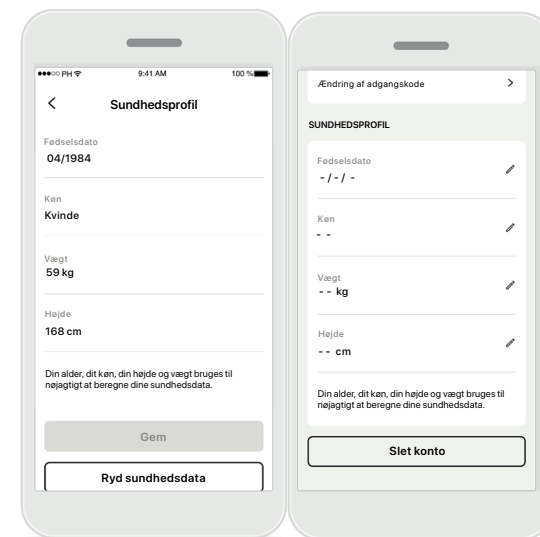 ●●●○○ PH 9:41 AM 100 %
Sundhedsprofil
Fødselsdato
04/1984
Køn
Kvinde
Vægt
59 kg
Højde
168 cm
Din alder, dit køn, din højde og vægt bruges til
nøjagtigt at beregne dine sundhedsdata.
Gem
Ryd sundhedsdata
Ændring af adgangskode
SUNDHEDSPROFIL
Fødselsdato
- / - / -
Køn
- -
Vægt
- - kg
Højde
- - cm
Din alder, dit køn, din højde og vægt bruges til
nøjagtigt at beregne dine sundhedsdata.
Slet konto